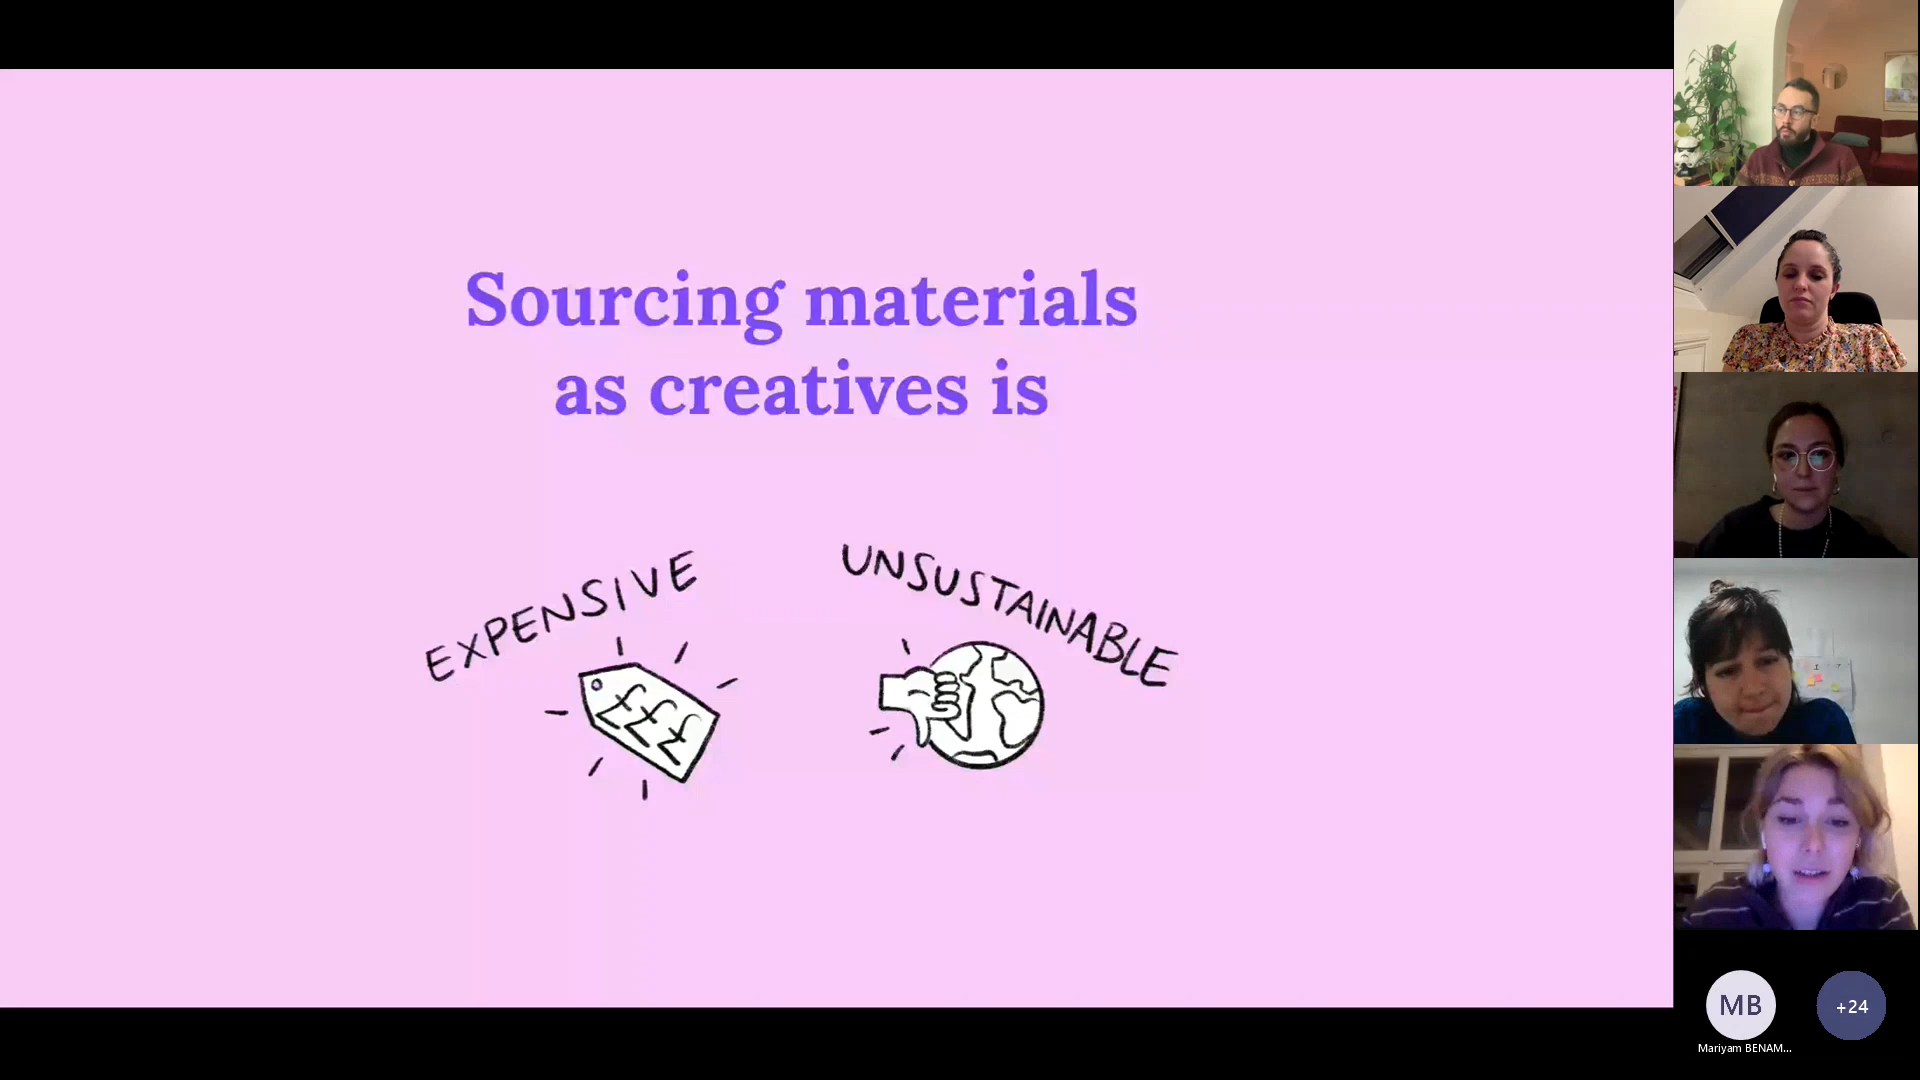 Sourcing materials
as creatives is
EXPENSIVE
UNSUSTAINABLE
£££
MB
+24
Mariyam BENAM...